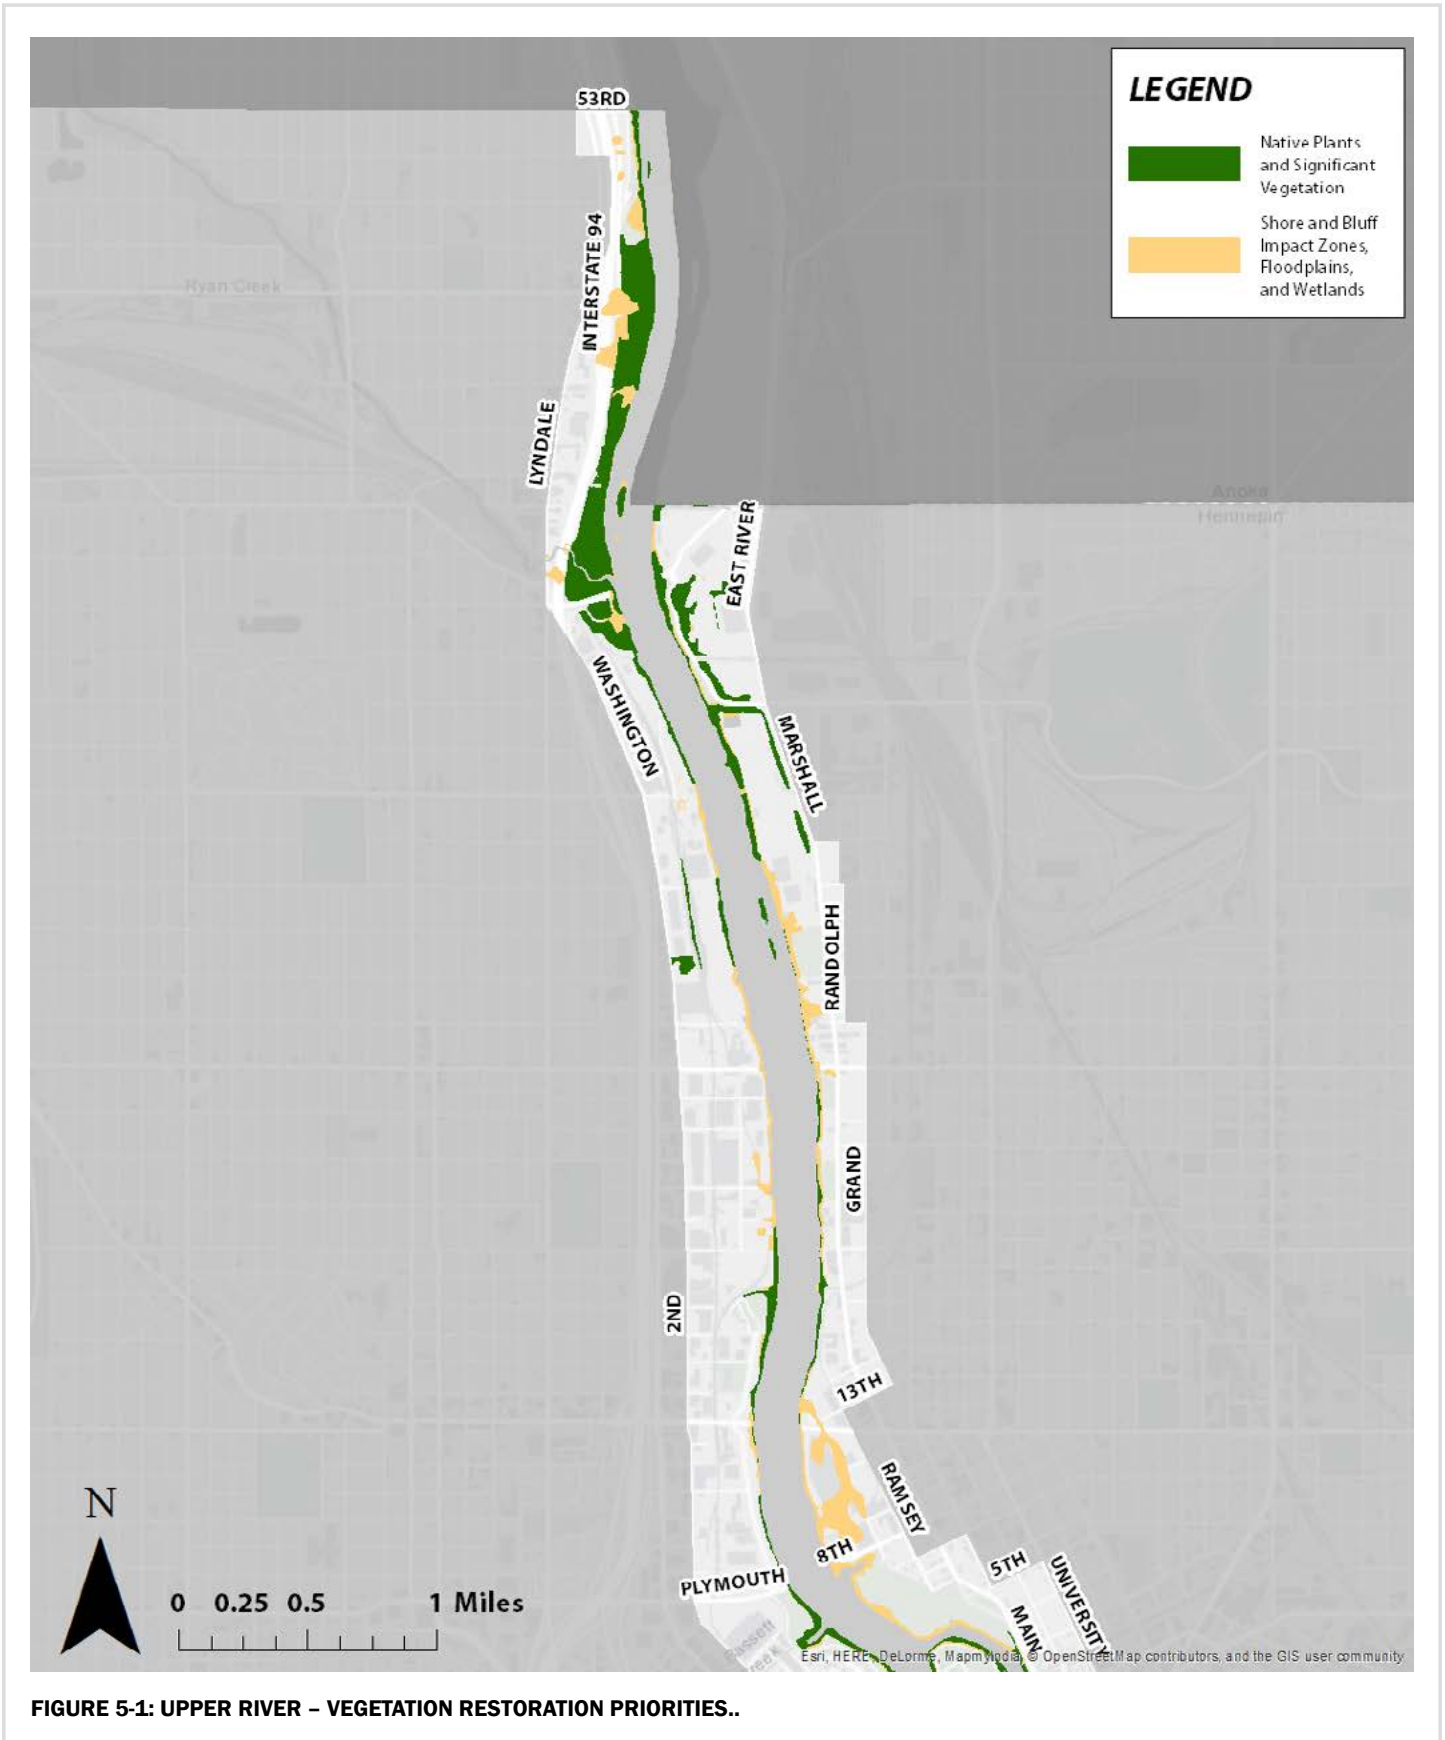 LEGEND
Native Plants
and Significant
Vegetation
Shore and Bluff
Impact Zones,
Floodplains,
and Wetlands
53RD
INTERSTATE 94
Ryan Creek
LYNDALE
Anoka
Hennepin
EAST RIVER
WASHINGTON
MARSHALL
RANDOLPH
GRAND
2ND
13TH
RAMSEY
8TH
5TH
UNIVERSITY
PLYMOUTH
MAIN
Bassett
Creek
N
0 0.25 0.5 1 Miles
Esri, HERE, DeLorme, MapmyIndia, © OpenStreetMap contributors, and the GIS user community
FIGURE 5-1: UPPER RIVER – VEGETATION RESTORATION PRIORITIES..